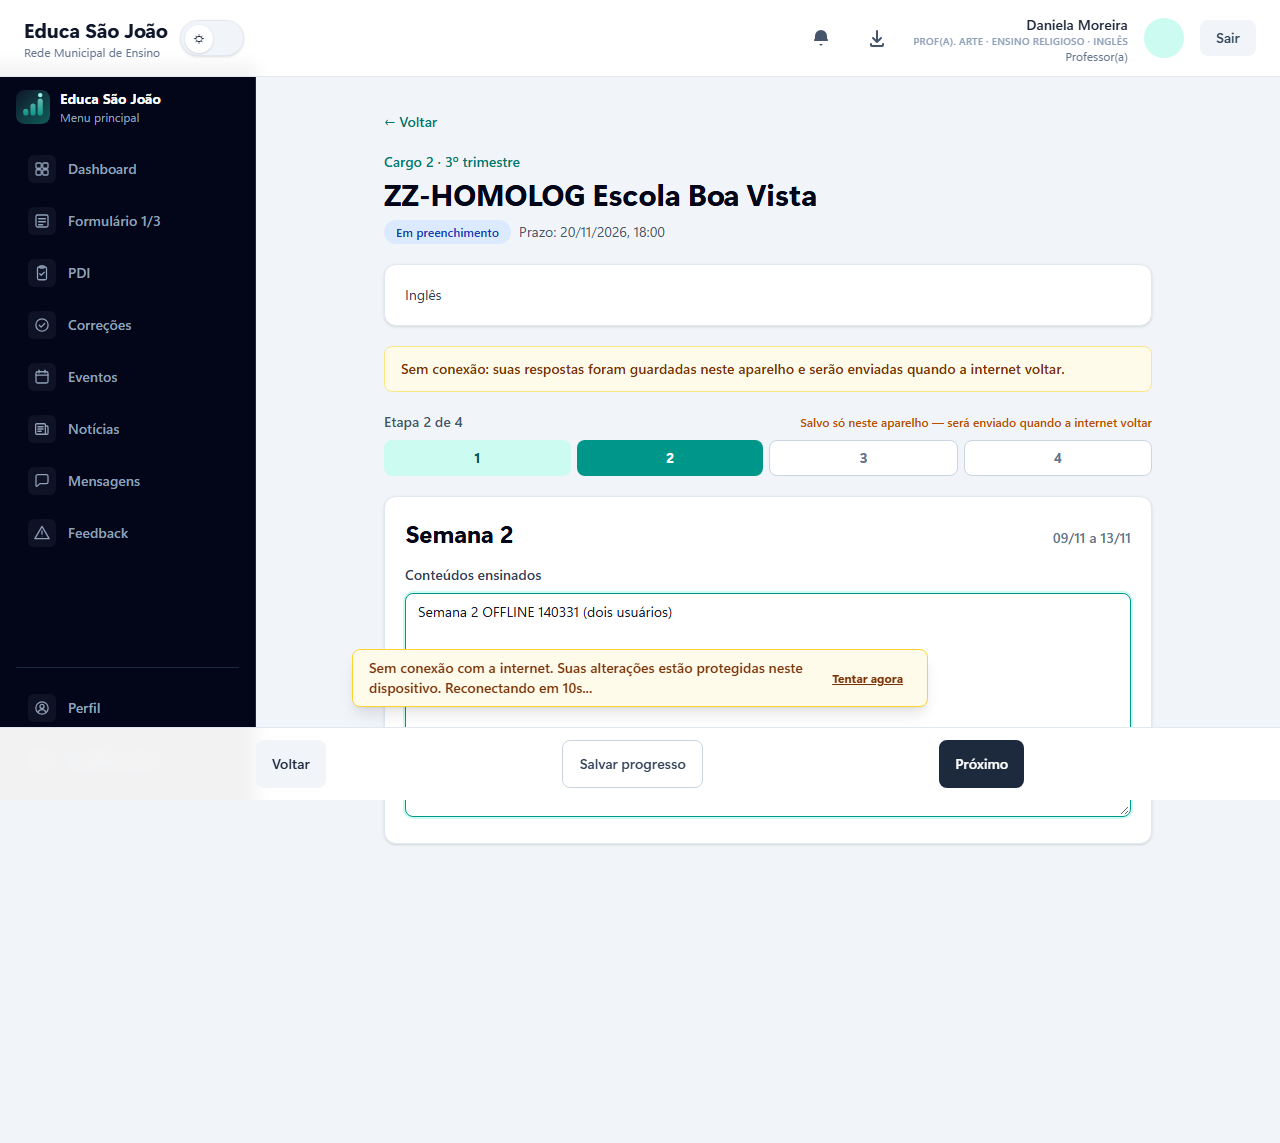 Educa São João
Rede Municipal de Ensino
Daniela Moreira
PROF(A). ARTE · ENSINO RELIGIOSO · INGLÊS
Professor(a)
Sair
Educa São João
Menu principal
Dashboard
Formulário 1/3
PDI
Correções
Eventos
Notícias
Mensagens
Feedback
Perfil
← Voltar
Cargo 2 · 3º trimestre
ZZ-HOMOLOG Escola Boa Vista
Em preenchimento Prazo: 20/11/2026, 18:00
Inglês
Sem conexão: suas respostas foram guardadas neste aparelho e serão enviadas quando a internet voltar.
Etapa 2 de 4
Salvo só neste aparelho — será enviado quando a internet voltar
1 2 3 4
Semana 2
09/11 a 13/11
Conteúdos ensinados
Semana 2 OFFLINE 140331 (dois usuários)
Sem conexão com a internet. Suas alterações estão protegidas neste
dispositivo. Reconectando em 10s...
Tentar agora
Voltar
Salvar progresso
Próximo